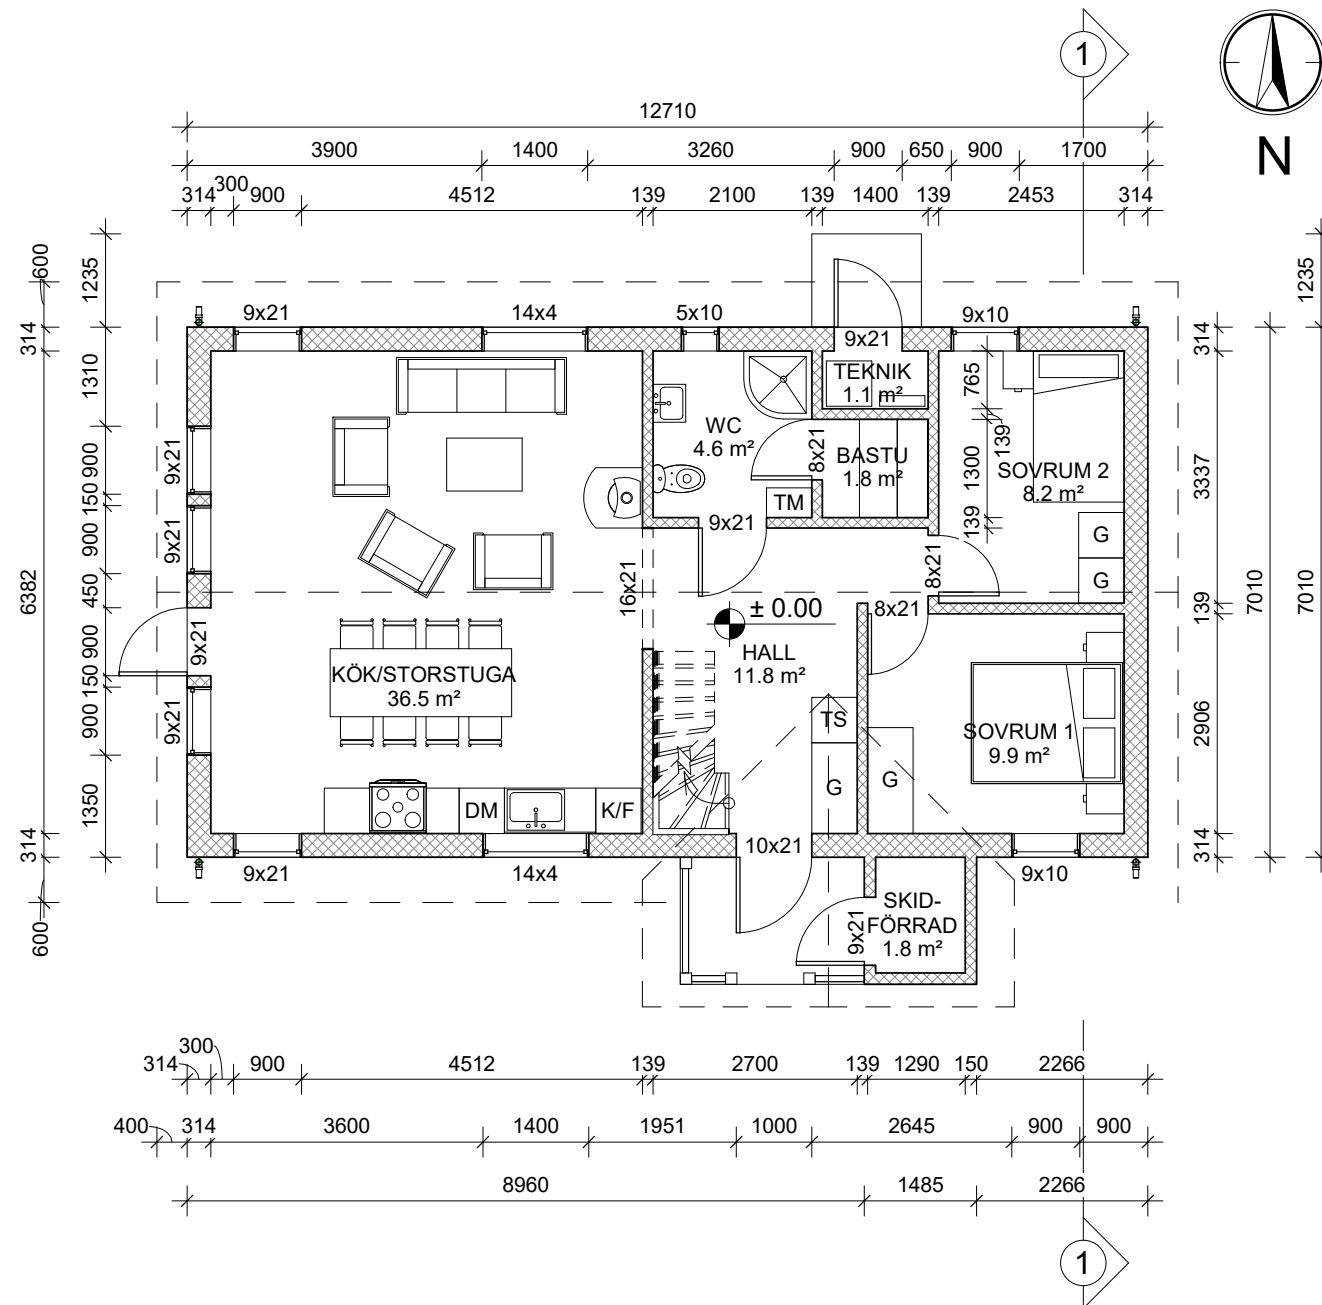 1
N
12710
3900 1400 3260 900 650 900 1700
314 300 900 4512 139 2100 139 1400 139 2453 314
600
1235
1235
9x21 14x4 5x10 9x10
314
314
9x21
TEKNIK
1.1 m²
765
1310
WC
4.6 m²
8x21
BASTU
1.8 m²
139
1300
SOVRUM 2
8.2 m²
3337
9x21
900
150
TM
9x21
139
G
9x21
900
8x21
G
16x21
6382
450
± 0.00
8x21
139
7010
7010
9x21
900
HALL
11.8 m²
KÖK/STORSTUGA
36.5 m²
150
9x21
900
TS
SOVRUM 1
9.9 m²
2906
G
G
1350
DM
K/F
314
10x21
314
9x21 14x4 9x10
600
SKID-
FÖRRAD
1.8 m²
9x21
314 300 900 4512 139 2700 139 1290 150 2266
400 314 3600 1400 1951 1000 2645 900 900
8960 1485 2266
1